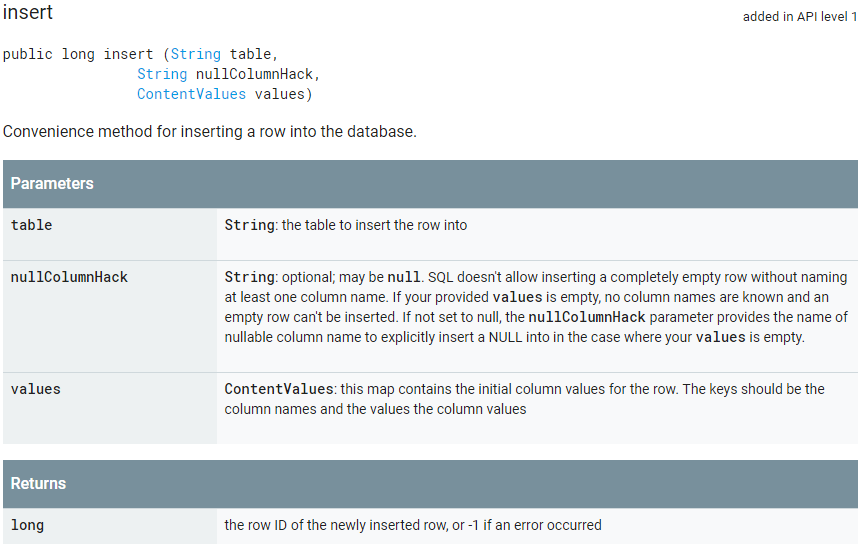 insert
added in API level 1
public long insert (String table,
String nullColumnHack,
ContentValues values)
Convenience method for inserting a row into the database.
Parameters
table
String: the table to insert the row into
nullColumnHack
String: optional; may be null. SQL doesn't allow inserting a completely empty row without naming
at least one column name. If your provided values is empty, no column names are known and an
empty row can't be inserted. If not set to null, the nullColumnHack parameter provides the name of
nullable column name to explicitly insert a NULL into in the case where your values is empty.
values
ContentValues: this map contains the initial column values for the row. The keys should be the
column names and the values the column values
Returns
long
the row ID of the newly inserted row, or -1 if an error occurred